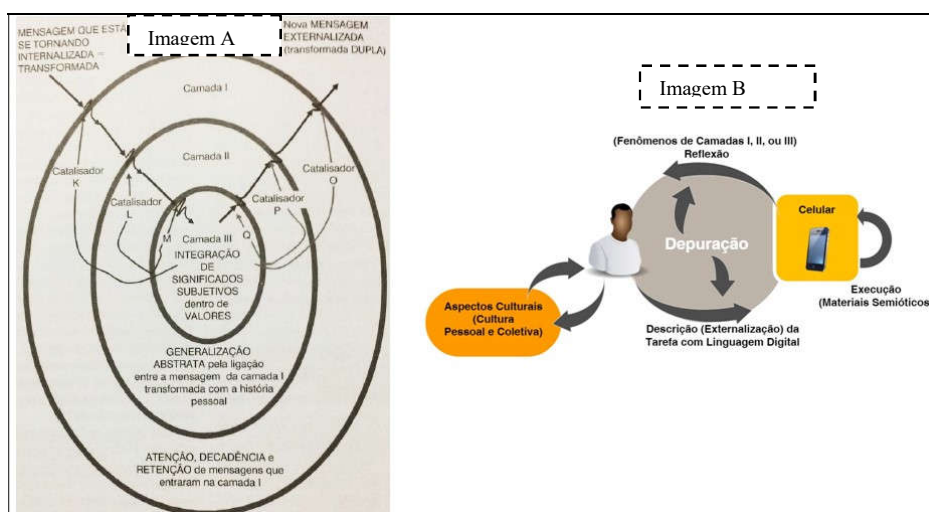 Imagem A
MENSAGEM QUE ESTÁ
SE TORNANDO
INTERNALIZADA –
TRANSFORMADA
Nova MENSAGEM
EXTERNALIZADA
(transformada DUPLA)
Camada I
Camada II
Catalisador
K
Catalisador
L
Catalisador
P
Catalisador
O
M
Q
Camada III
INTEGRAÇÃO
DE
SIGNIFICADOS
SUBJETIVOS
dentro de
VALORES
GENERALIZAÇÃO
ABSTRATA pela ligação
entre a mensagem da camada I
transformada com a história
pessoal
ATENÇÃO, DECADÊNCIA e
RETENÇÃO de mensagens que
entraram na camada I
Imagem B
(Fenômenos de Camadas I, II, ou III)
Reflexão
Celular
Depuração
Execução
(Materiais Semióticos)
Aspectos Culturais
(Cultura
Pessoal e Coletiva)
Descrição (Externalização) da
Tarefa com Linguagem Digital